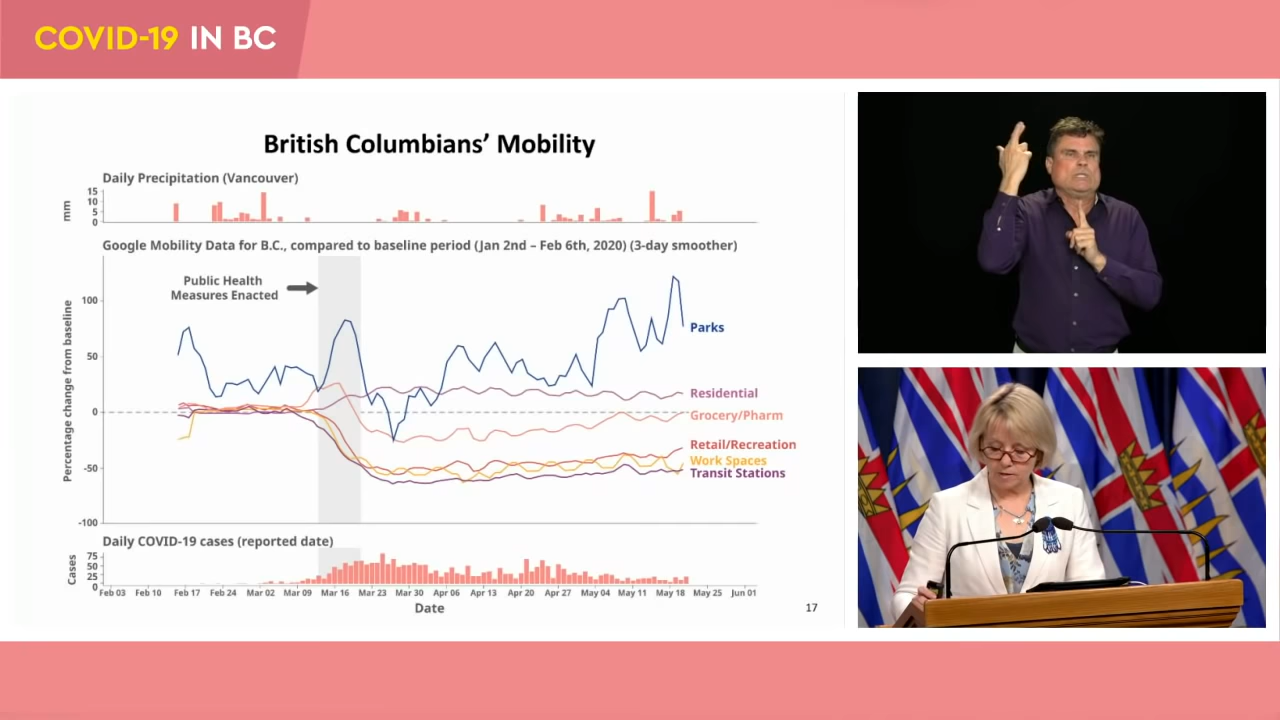 COVID-19 IN BC
British Columbians’ Mobility
Daily Precipitation (Vancouver)
mm
15
10
5
0
Google Mobility Data for B.C., compared to baseline period (Jan 2nd – Feb 6th, 2020) (3-day smoother)
Percentage change from baseline
100
50
0
-50
-100
Public Health
Measures Enacted
Parks
Residential
Grocery/Pharm
Retail/Recreation
Work Spaces
Transit Stations
Daily COVID-19 cases (reported date)
Cases
75
50
25
0
Feb 03 Feb 10 Feb 17 Feb 24 Mar 02 Mar 09 Mar 16 Mar 23 Mar 30 Apr 06 Apr 13 Apr 20 Apr 27 May 04 May 11 May 18 May 25 Jun 01
Date
17